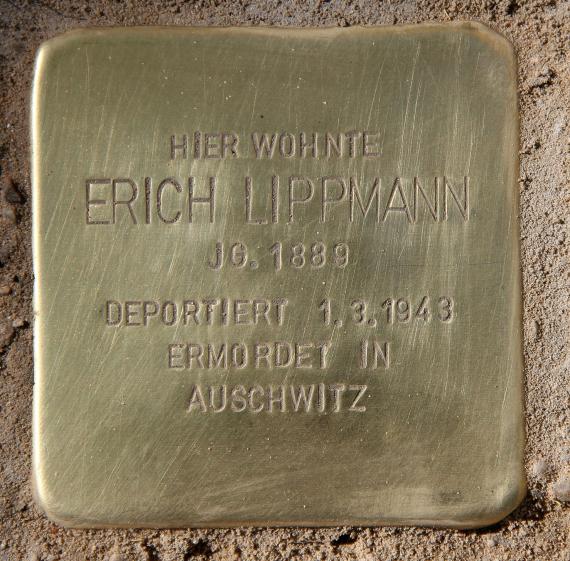 HIER WOHNTE
ERICH LIPPMANN
JG. 1889
DEPORTIERT 1.3.1943
ERMORDET IN
AUSCHWITZ